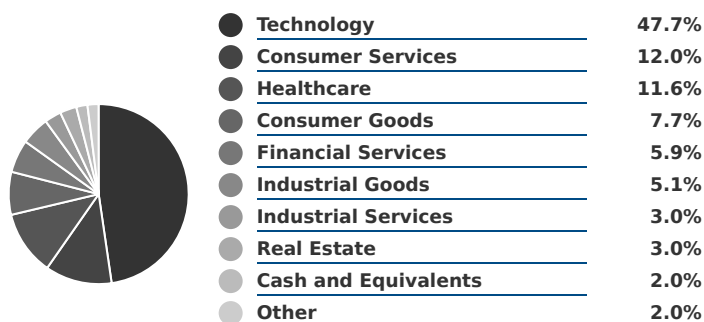 Technology 47.7%
Consumer Services 12.0%
Healthcare 11.6%
Consumer Goods 7.7%
Financial Services 5.9%
Industrial Goods 5.1%
Industrial Services 3.0%
Real Estate 3.0%
Cash and Equivalents 2.0%
Other 2.0%